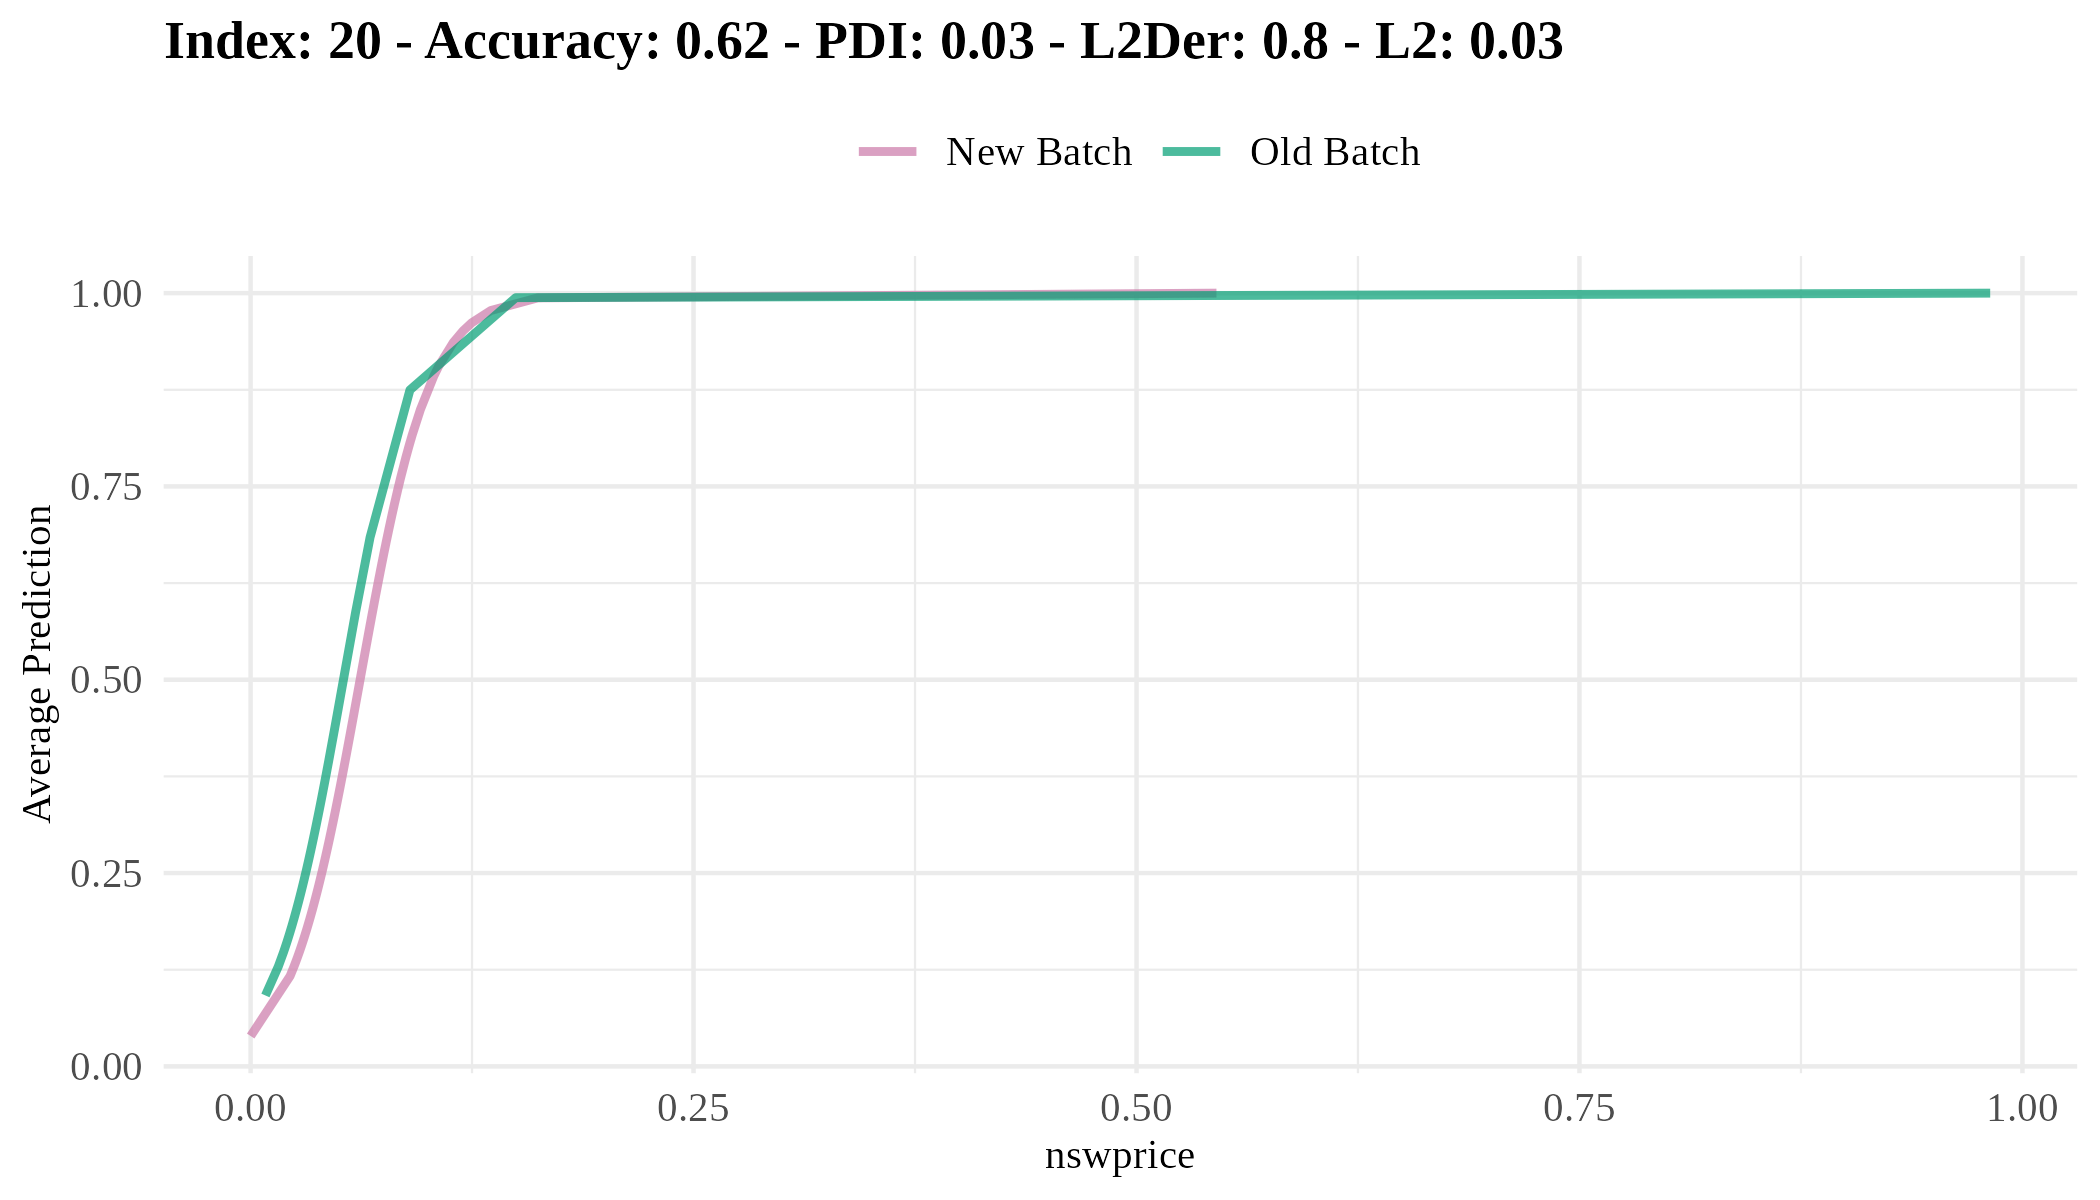 Index: 20 - Accuracy: 0.62 - PDI: 0.03 - L2Der: 0.8 - L2: 0.03
New Batch Old Batch
1.00
0.75
0.50
0.25
0.00
Average Prediction
0.00 0.25 0.50 0.75 1.00
nswprice